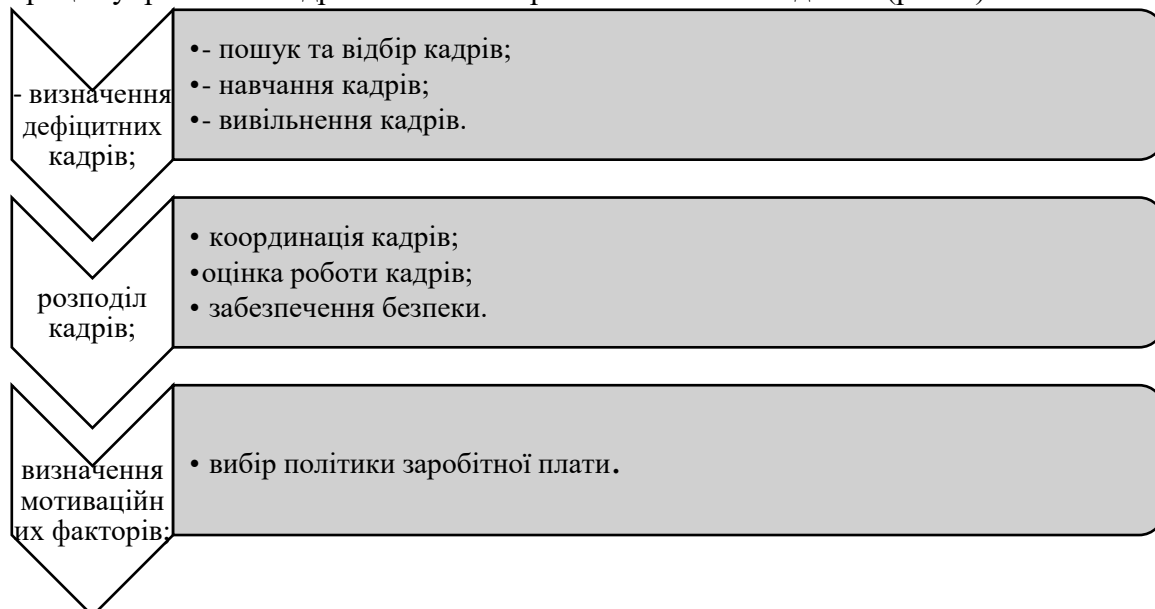 - визначення
дефіцитних
кадрів;
•- пошук та відбір кадрів;
•- навчання кадрів;
•- вивільнення кадрів.
розподіл
кадрів;
• координація кадрів;
•оцінка роботи кадрів;
• забезпечення безпеки.
визначення
мотиваційн
их факторів;
• вибір політики заробітної плати.